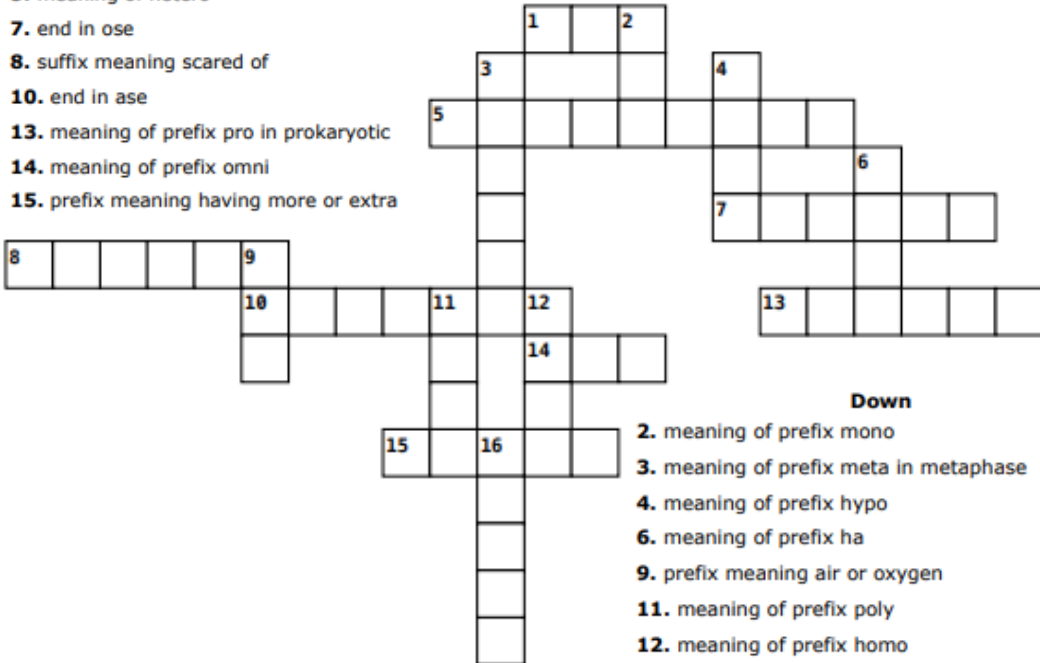 7. end in ose
8. suffix meaning scared of
10. end in ase
13. meaning of prefix pro in prokaryotic
14. meaning of prefix omni
15. prefix meaning having more or extra
1 2
3 4
5
6
7
8 9
10 11 12 13
14
15 16
Down
2. meaning of prefix mono
3. meaning of prefix meta in metaphase
4. meaning of prefix hypo
6. meaning of prefix ha
9. prefix meaning air or oxygen
11. meaning of prefix poly
12. meaning of prefix homo